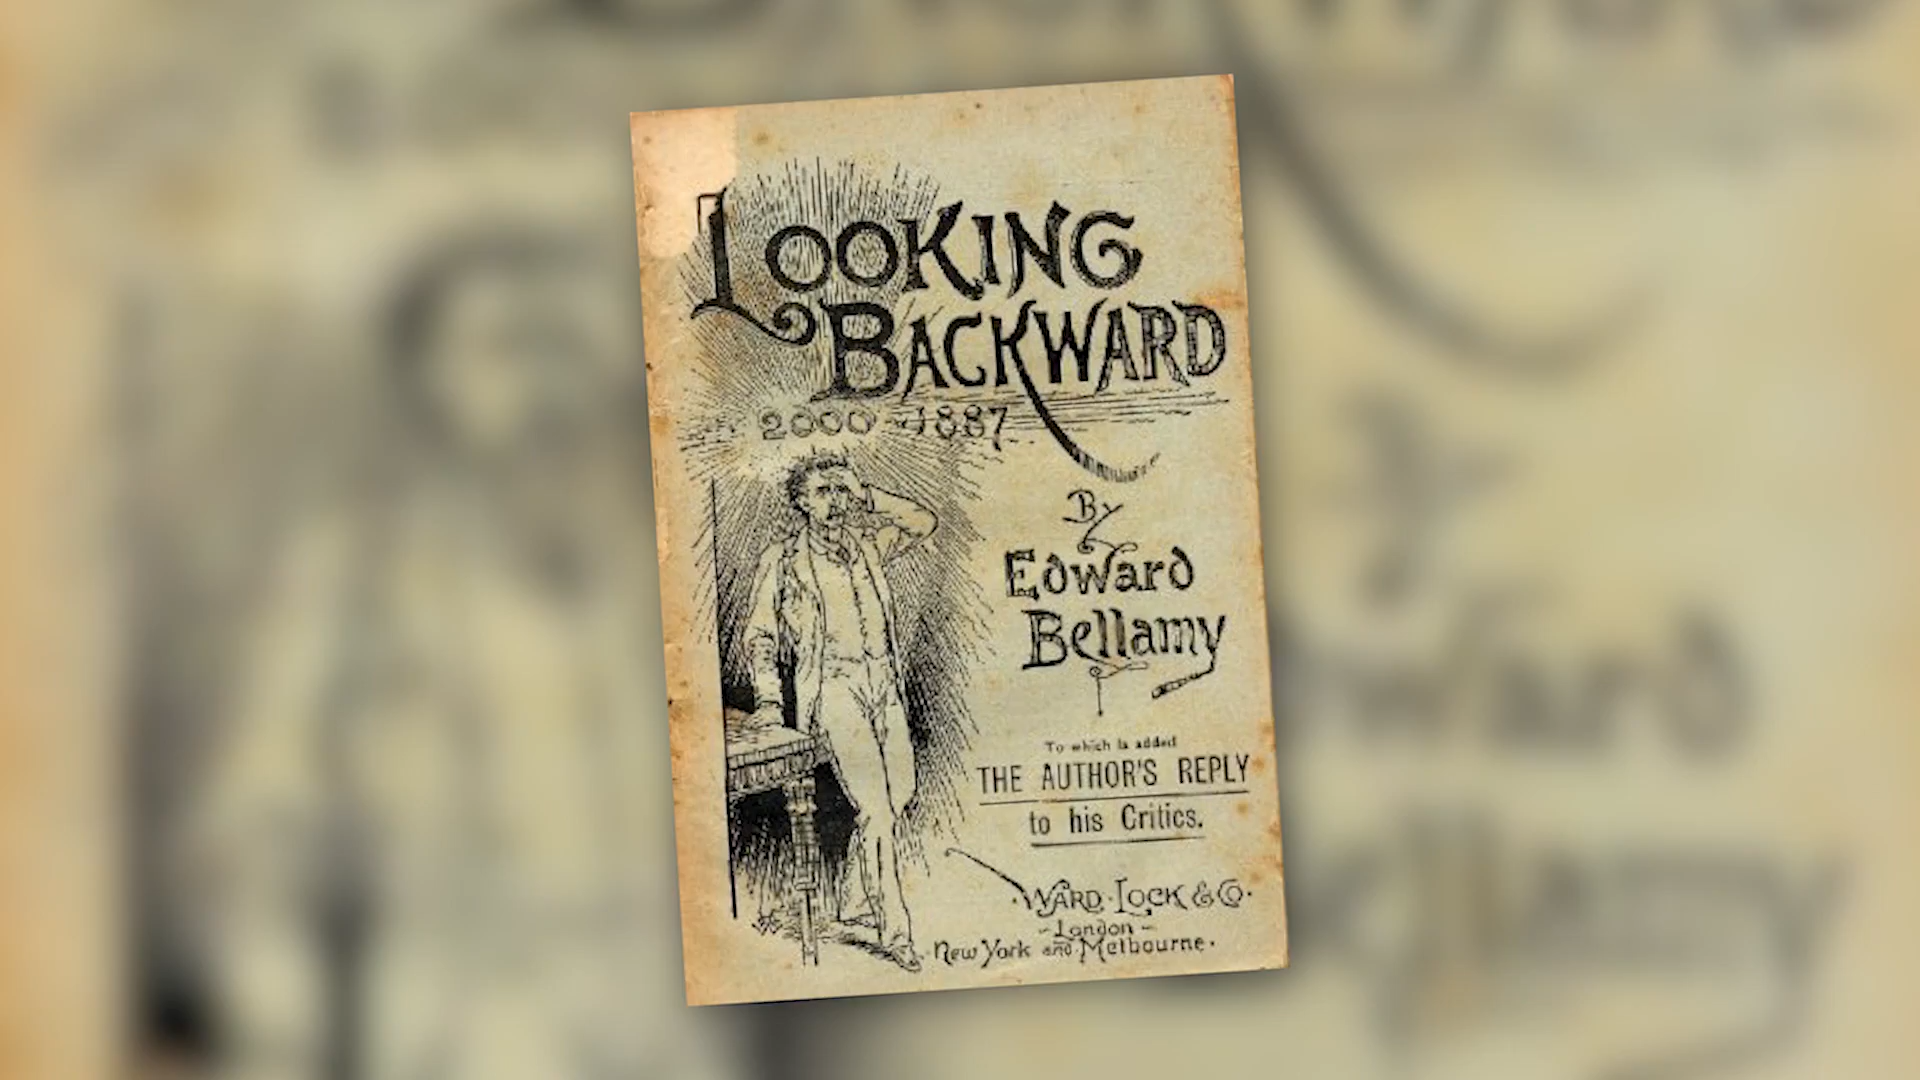 LOOKING
BACKWARD
2000-1887
By
Edward
Bellamy
To which is added
THE AUTHOR'S REPLY
to his Critics.
WARD·LOCK & CO.
- London -
New York and Melbourne.